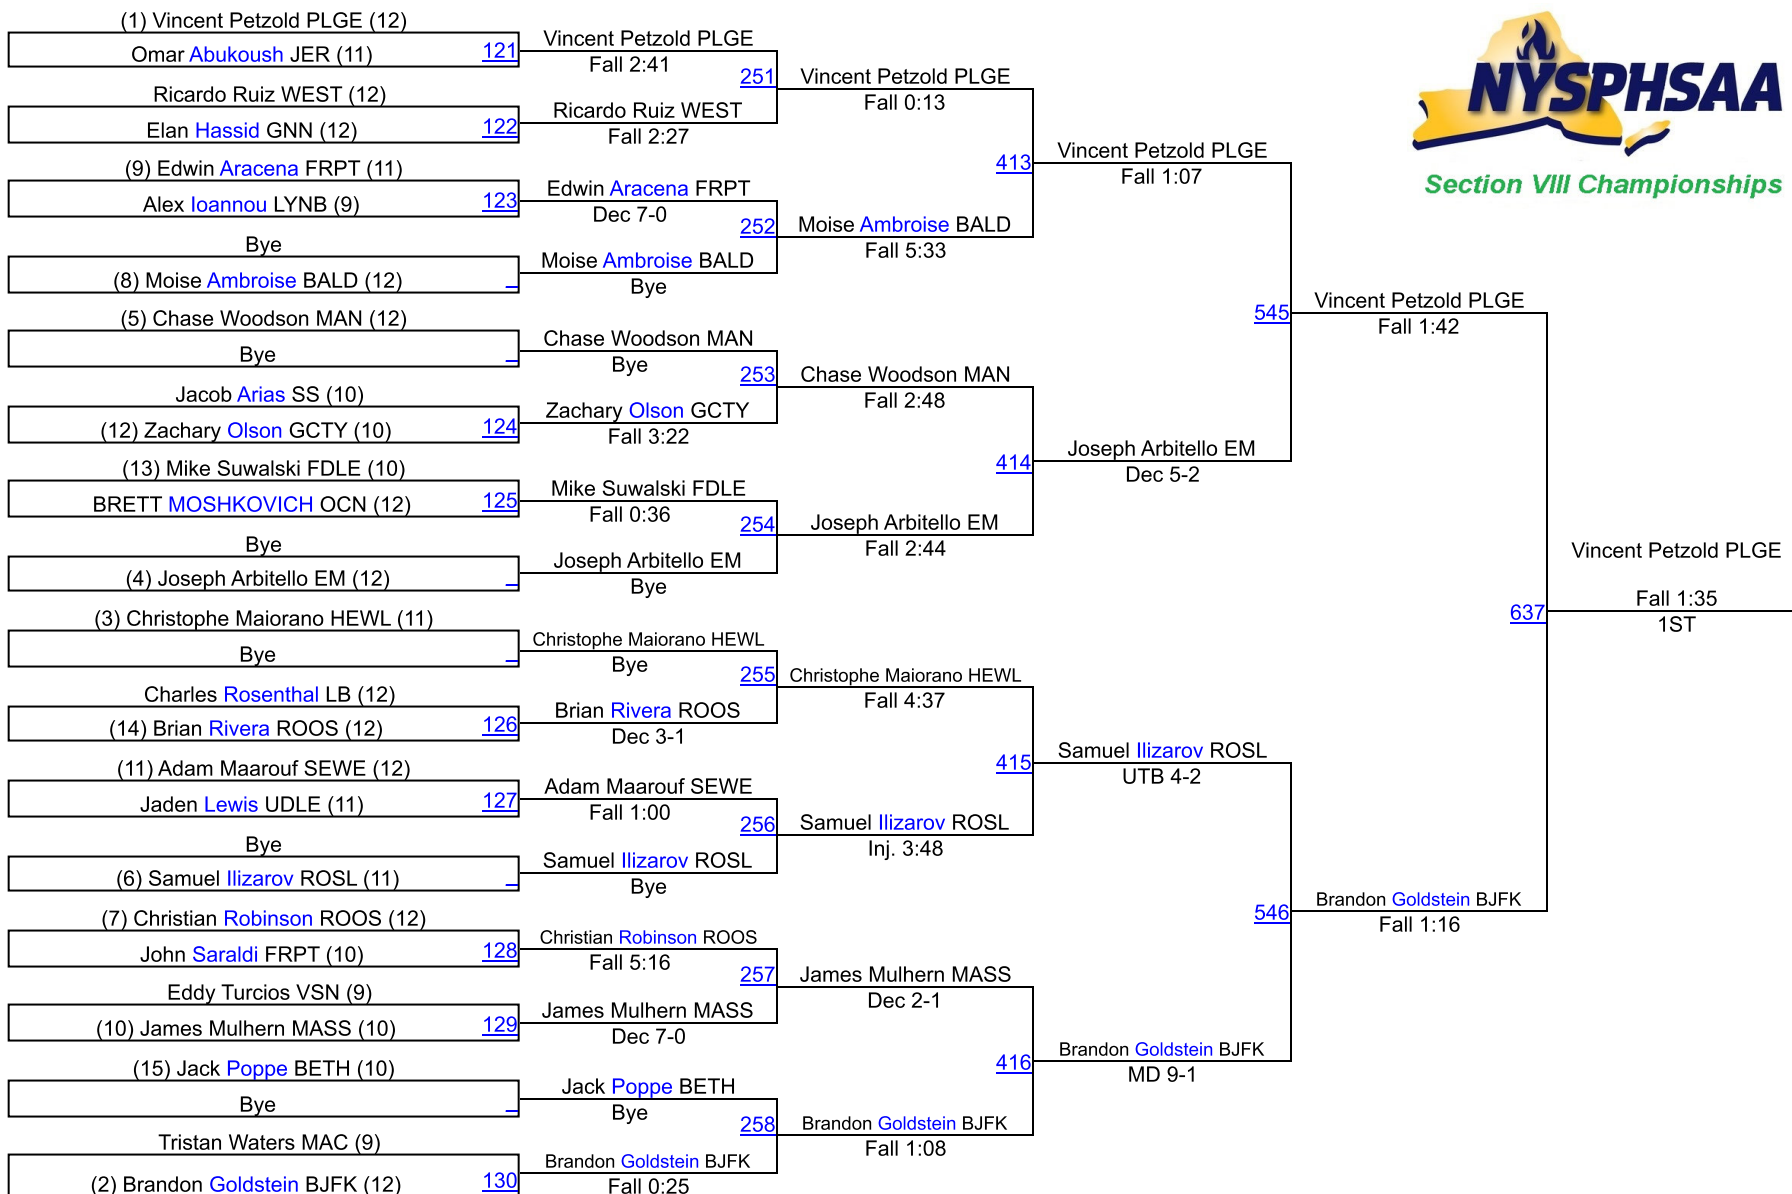 (1) Vincent Petzold PLGE (12)
Omar Abukoush JER (11) 121
Ricardo Ruiz WEST (12)
Elan Hassid GNN (12) 122
(9) Edwin Aracena FRPT (11)
Alex Ioannou LYNB (9) 123
Bye
(8) Moise Ambroise BALD (12)
(5) Chase Woodson MAN (12)
Bye
Jacob Arias SS (10)
(12) Zachary Olson GCTY (10) 124
(13) Mike Suwalski FDLE (10)
BRETT MOSHKOVICH OCN (12) 125
Bye
(4) Joseph Arbitello EM (12)
(3) Christophe Maiorano HEWL (11)
Bye
Charles Rosenthal LB (12)
(14) Brian Rivera ROOS (12) 126
(11) Adam Maarouf SEWE (12)
Jaden Lewis UDLE (11) 127
Bye
(6) Samuel Ilizarov ROSL (11)
(7) Christian Robinson ROOS (12)
John Saraldi FRPT (10) 128
Eddy Turcios VSN (9)
(10) James Mulhern MASS (10) 129
(15) Jack Poppe BETH (10)
Bye
Tristan Waters MAC (9)
(2) Brandon Goldstein BJFK (12) 130
Vincent Petzold PLGE
Fall 2:41
251
Ricardo Ruiz WEST
Fall 2:27
Edwin Aracena FRPT
Dec 7-0
252
Moise Ambroise BALD
Bye
Chase Woodson MAN
Bye
253
Zachary Olson GCTY
Fall 3:22
Mike Suwalski FDLE
Fall 0:36
254
Joseph Arbitello EM
Bye
Christophe Maiorano HEWL
Bye
255
Brian Rivera ROOS
Dec 3-1
Adam Maarouf SEWE
Fall 1:00
256
Samuel Ilizarov ROSL
Bye
Christian Robinson ROOS
Fall 5:16
257
James Mulhern MASS
Dec 7-0
Jack Poppe BETH
Bye
258
Brandon Goldstein BJFK
Fall 0:25
Vincent Petzold PLGE
Fall 0:13
413
Moise Ambroise BALD
Fall 5:33
Chase Woodson MAN
Fall 2:48
414
Joseph Arbitello EM
Fall 2:44
Christophe Maiorano HEWL
Fall 4:37
415
Samuel Ilizarov ROSL
Inj. 3:48
James Mulhern MASS
Dec 2-1
416
Brandon Goldstein BJFK
Fall 1:08
Vincent Petzold PLGE
Fall 1:07
545
Joseph Arbitello EM
Dec 5-2
Samuel Ilizarov ROSL
UTB 4-2
546
Brandon Goldstein BJFK
MD 9-1
Vincent Petzold PLGE
Fall 1:42
637
Brandon Goldstein BJFK
Fall 1:16
Vincent Petzold PLGE
Fall 1:35
1ST
NYSPHSAA
Section VIII Championships